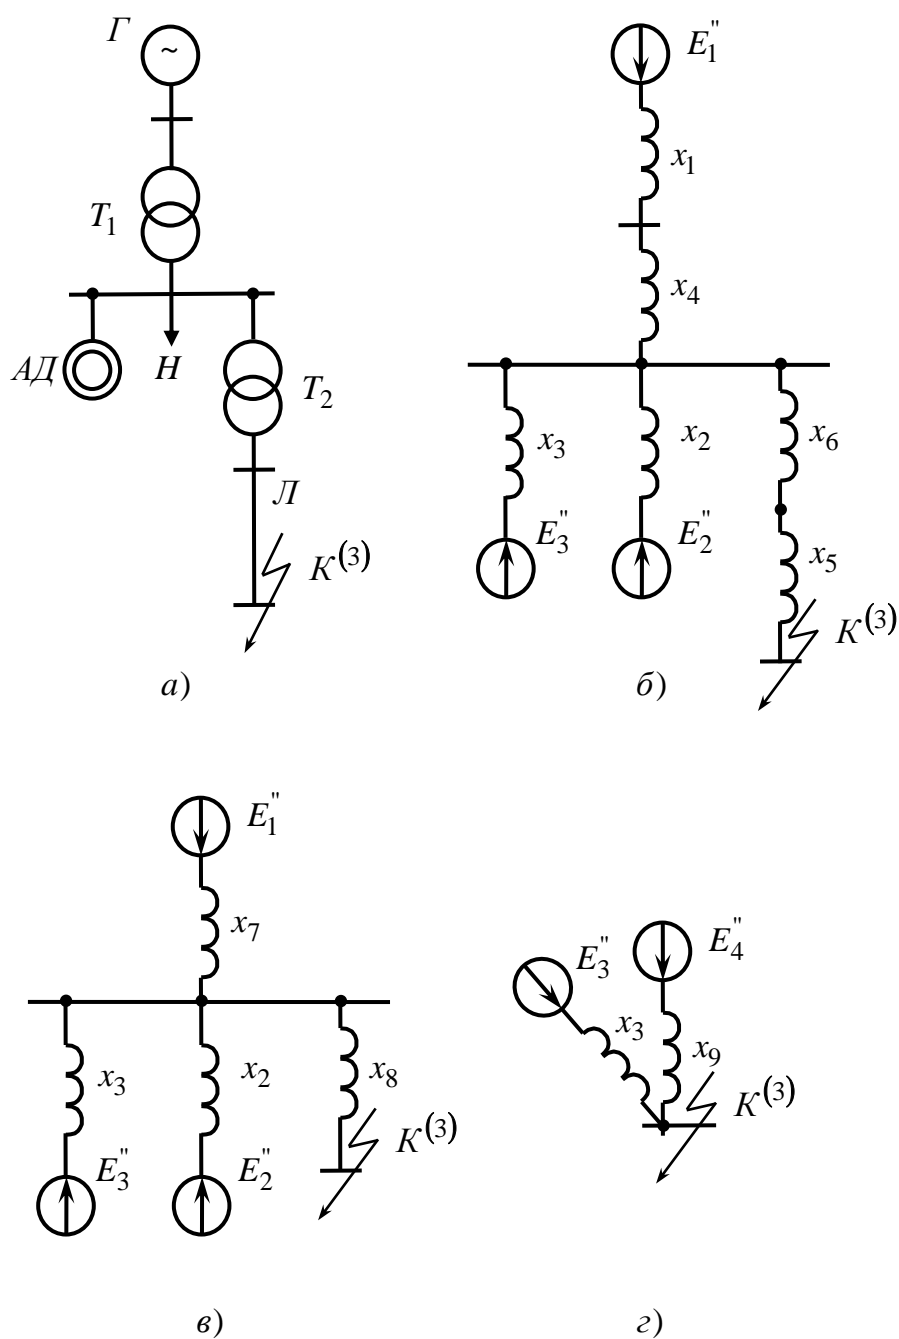 Г
~
T₁
АД
Н
T₂
Л
К⁽³⁾
а)
E₁"
x₁
x₄
x₃
x₂
x₆
E₃"
E₂"
x₅
К⁽³⁾
б)
E₁"
x₇
x₃
x₂
x₈
E₃"
E₂"
К⁽³⁾
в)
E₃"
E₄"
x₃
x₉
К⁽³⁾
г)